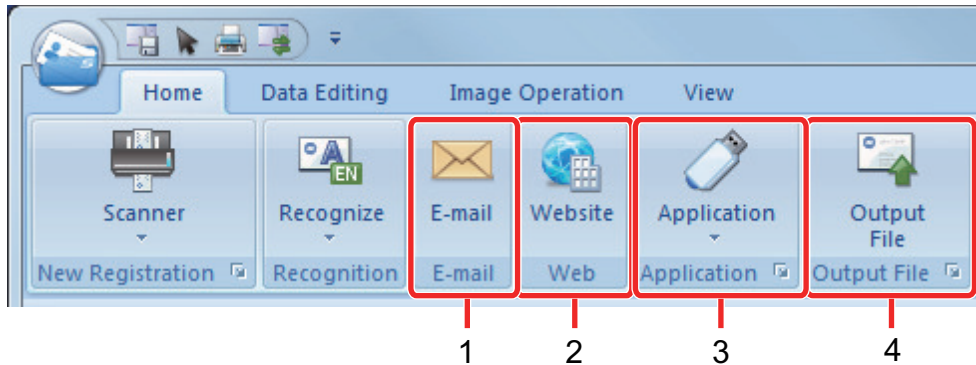 Home Data Editing Image Operation View
Scanner Recognize E-mail Website Application Output
File
New Registration Recognition E-mail Web Application Output File
1 2 3 4